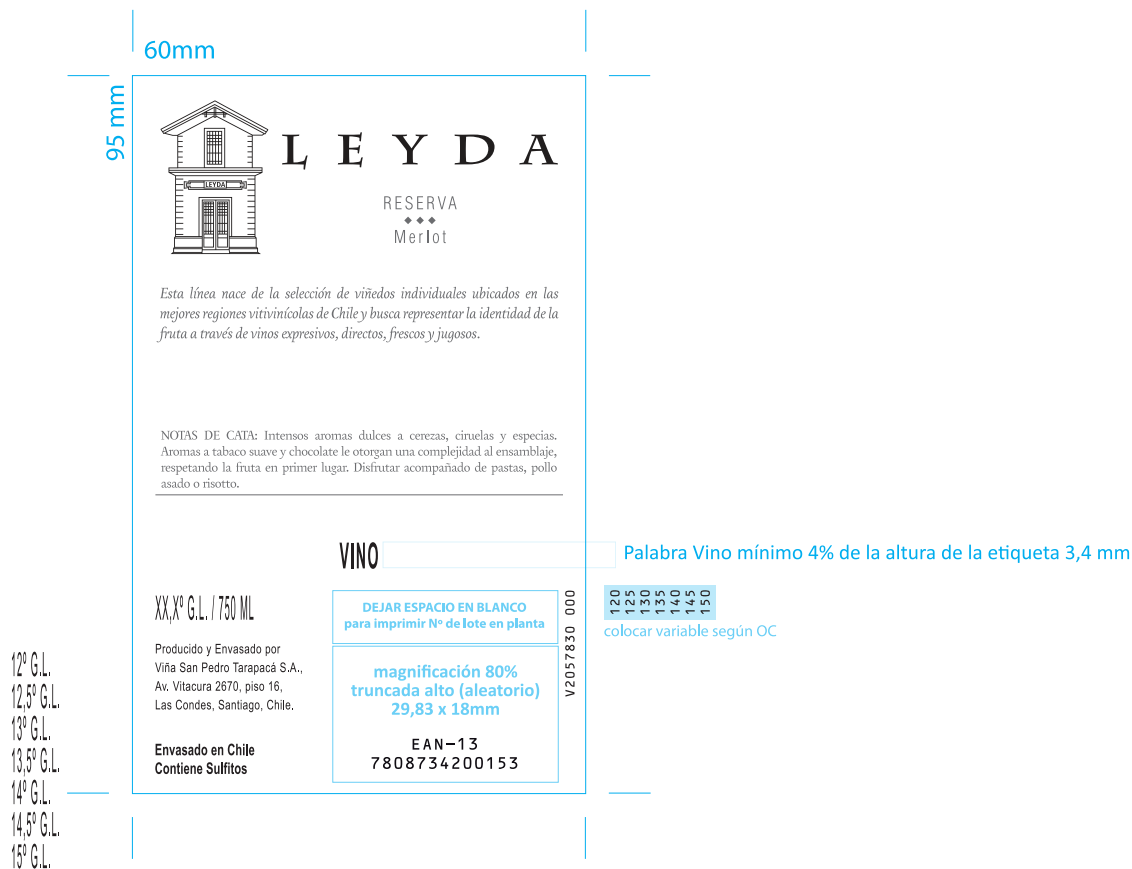 60mm
95 mm
LEYDA
LEYDA
RESERVA
Merlot
Esta línea nace de la selección de viñedos individuales ubicados en las
mejores regiones vitivinícolas de Chile y busca representar la identidad de la
fruta a través de vinos expresivos, directos, frescos y jugosos.
NOTAS DE CATA: Intensos aromas dulces a cerezas, ciruelas y especias.
Aromas a tabaco suave y chocolate le otorgan una complejidad al ensamblaje,
respetando la fruta en primer lugar. Disfrutar acompañado de pastas, pollo
asado o risotto.
VINO
Palabra Vino mínimo 4% de la altura de la etiqueta 3,4 mm
XX,Xº G.L. / 750 ML
Producido y Envasado por
Viña San Pedro Tarapacá S.A.,
Av. Vitacura 2670, piso 16,
Las Condes, Santiago, Chile.
Envasado en Chile
Contiene Sulfitos
DEJAR ESPACIO EN BLANCO
para imprimir Nº de lote en planta
magnificación 80%
truncada alto (aleatorio)
29,83 x 18mm
EAN-13
7808734200153
V2057830 000
120
125
130
135
140
145
150
colocar variable según OC
12º G.L.
12,5º G.L.
13º G.L.
13,5º G.L.
14º G.L.
14,5º G.L.
15º G.L.